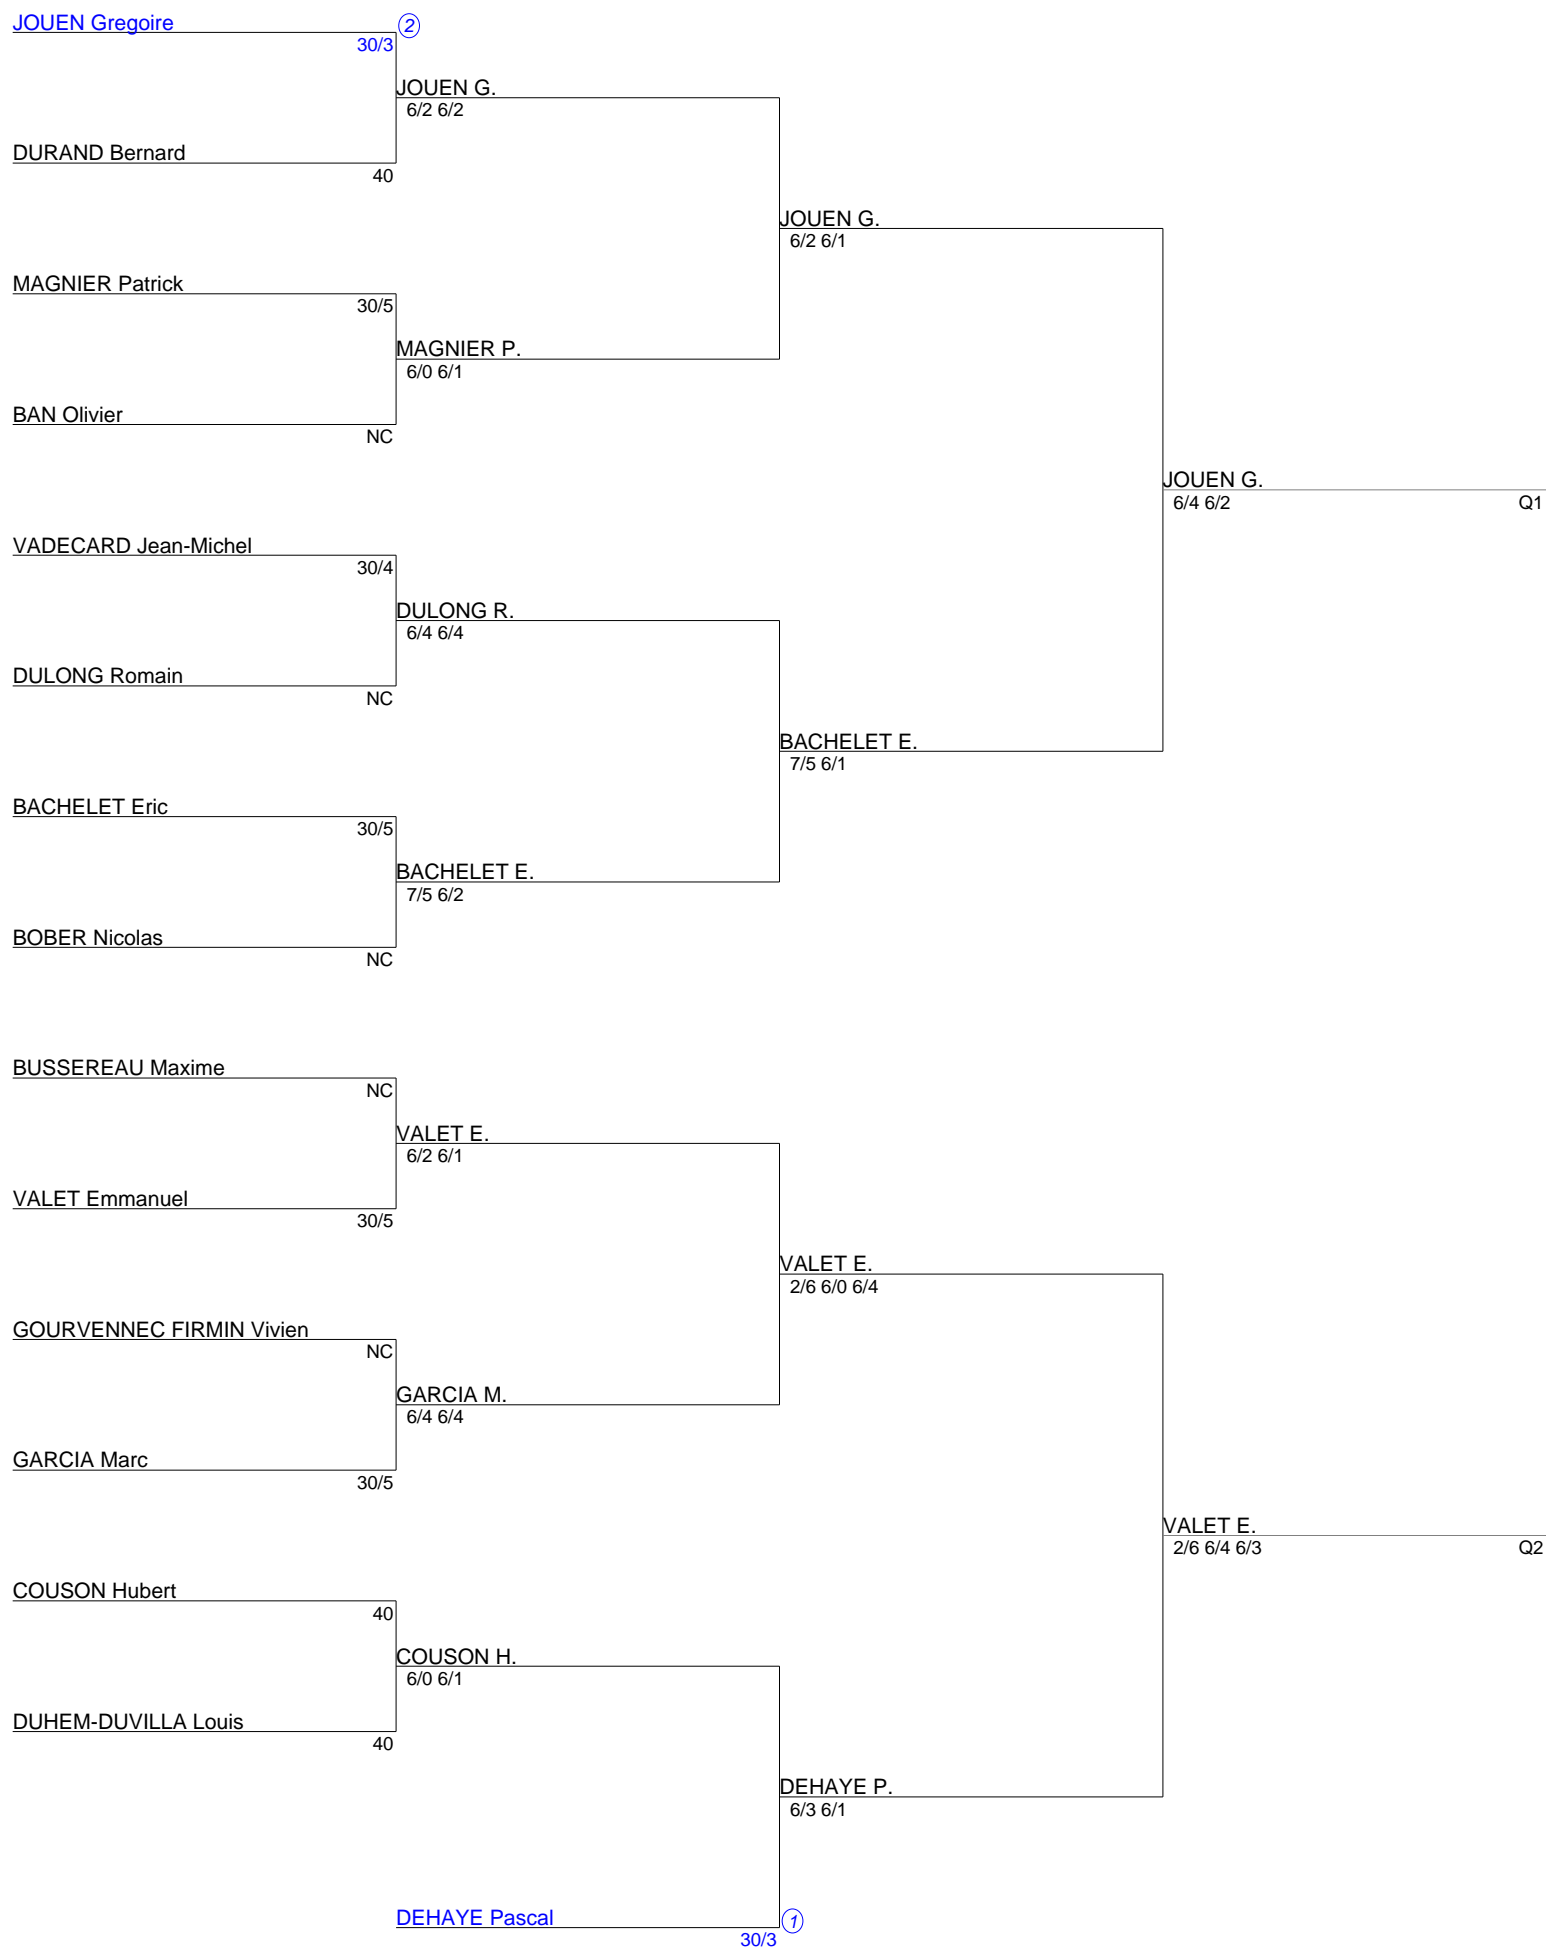 JOUEN Gregoire
2
30/3
JOUEN G.
6/2 6/2
DURAND Bernard
40
JOUEN G.
6/2 6/1
MAGNIER Patrick
30/5
MAGNIER P.
6/0 6/1
BAN Olivier
NC
JOUEN G.
6/4 6/2
Q1
VADECARD Jean-Michel
30/4
DULONG R.
6/4 6/4
DULONG Romain
NC
BACHELET E.
7/5 6/1
BACHELET Eric
30/5
BACHELET E.
7/5 6/2
BOBER Nicolas
NC
BUSSEREAU Maxime
NC
VALET E.
6/2 6/1
VALET Emmanuel
30/5
VALET E.
2/6 6/0 6/4
GOURVENNEC FIRMIN Vivien
NC
GARCIA M.
6/4 6/4
GARCIA Marc
30/5
VALET E.
2/6 6/4 6/3
Q2
COUSON Hubert
40
COUSON H.
6/0 6/1
DUHEM-DUVILLA Louis
40
DEHAYE P.
6/3 6/1
DEHAYE Pascal
1
30/3